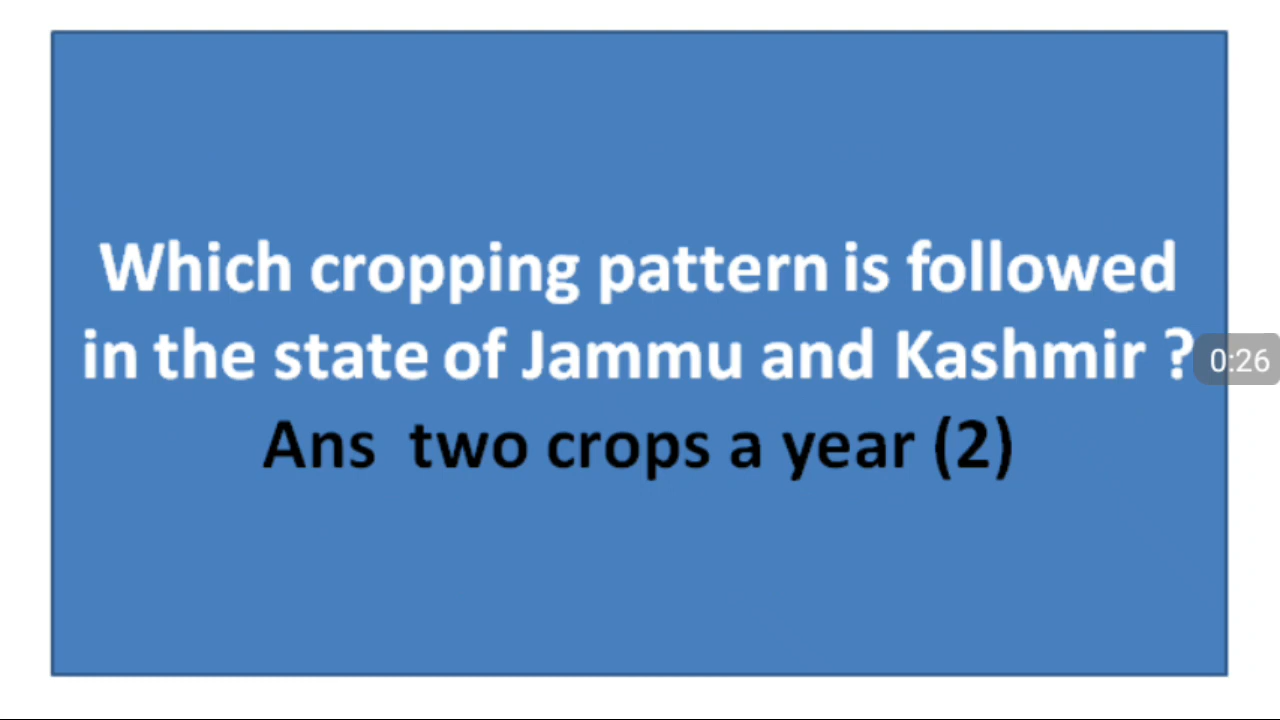 Which cropping pattern is followed
in the state of Jammu and Kashmir ?
0:26
Ans two crops a year (2)